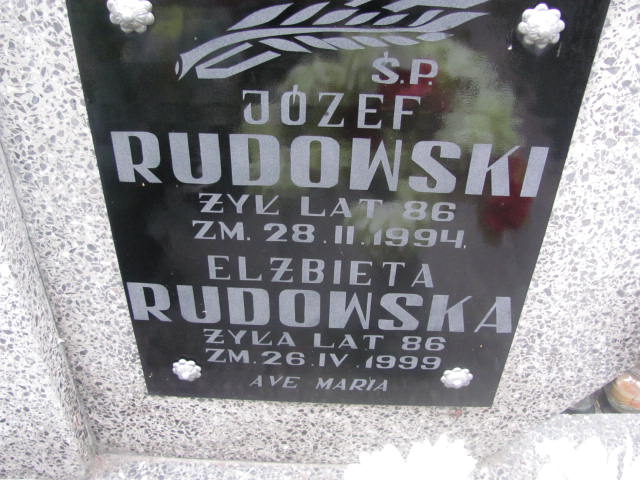 Ś.P.
JÓZEF
RUDOWSKI
ŻYŁ LAT 86
ZM. 28.II.1994.
ELŻBIETA
RUDOWSKA
ŻYŁA LAT 86
ZM.26.IV.1999
AVE MARIA